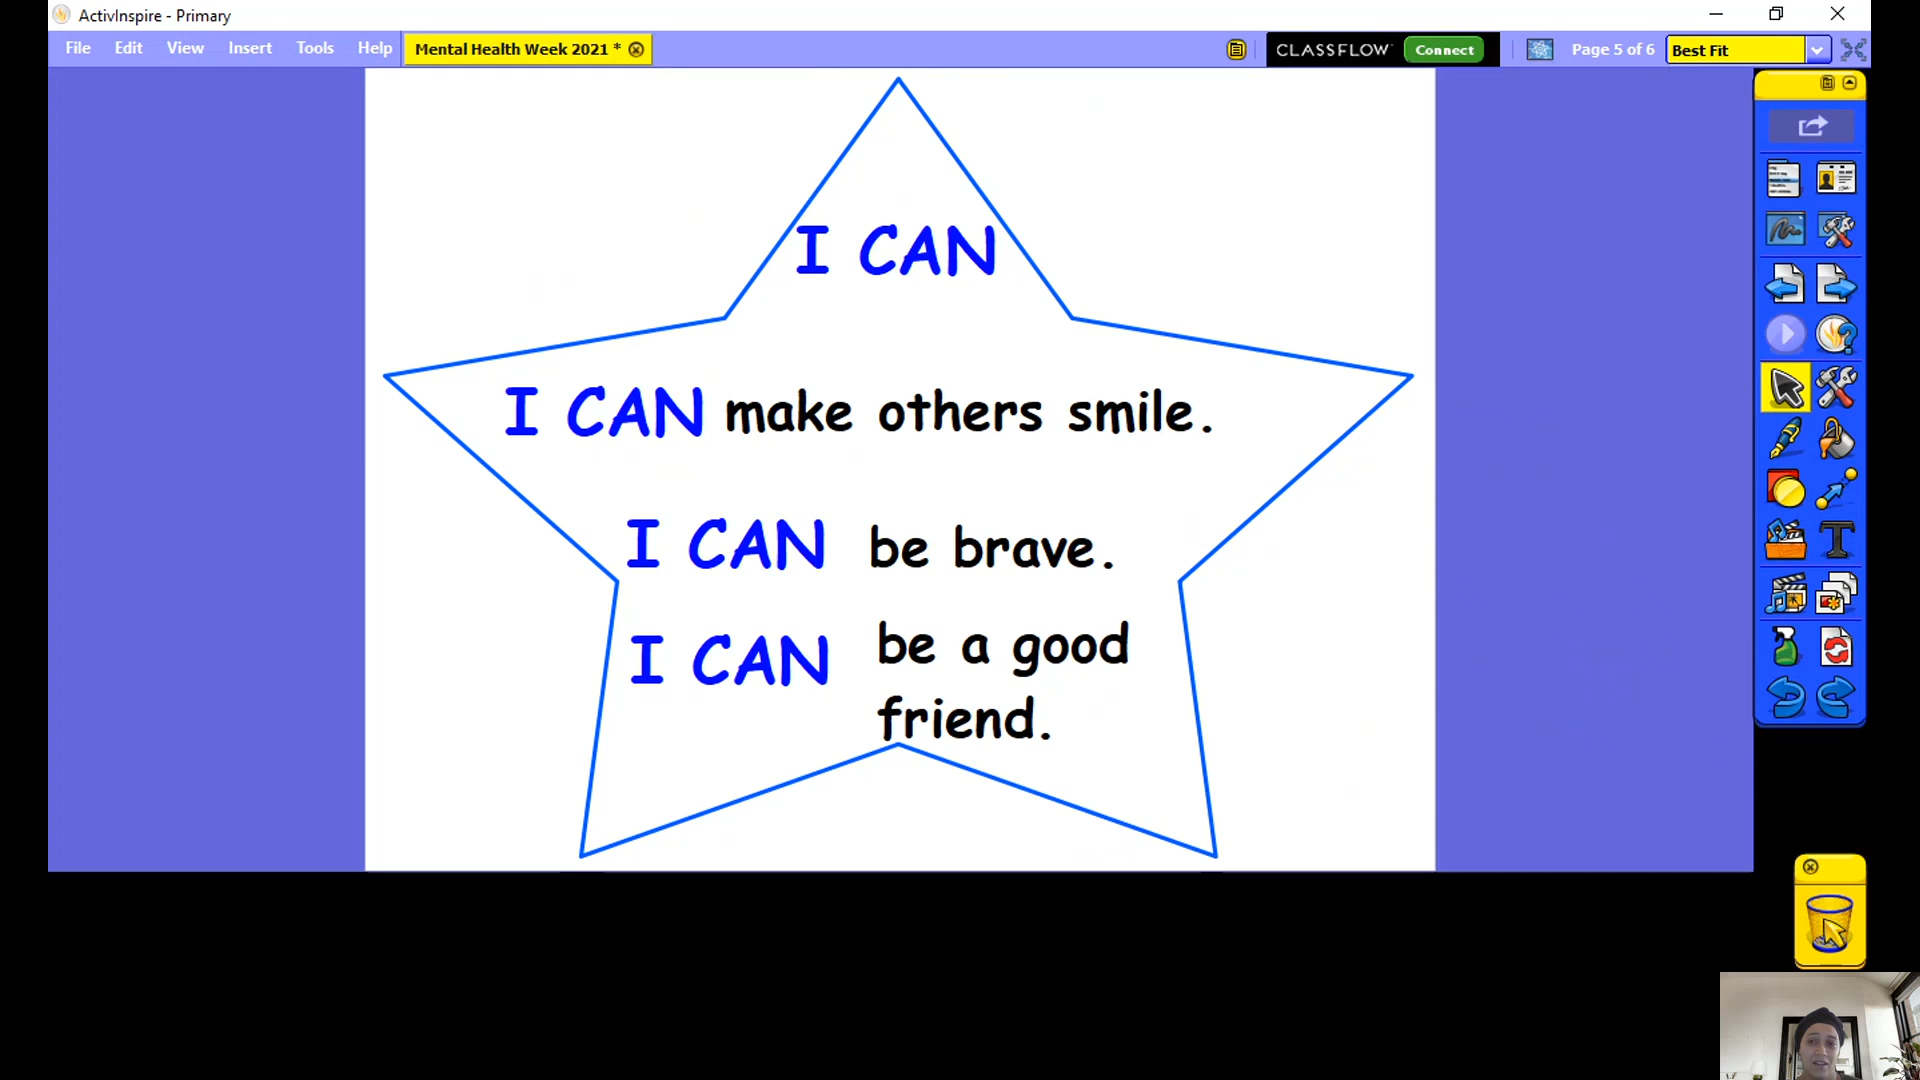 ActivInspire - Primary
File Edit View Insert Tools Help Mental Health Week 2021 * CLASSFLOW Connect Page 5 of 6 Best Fit
I CAN
I CAN make others smile.
I CAN be brave.
I CAN be a good
friend.